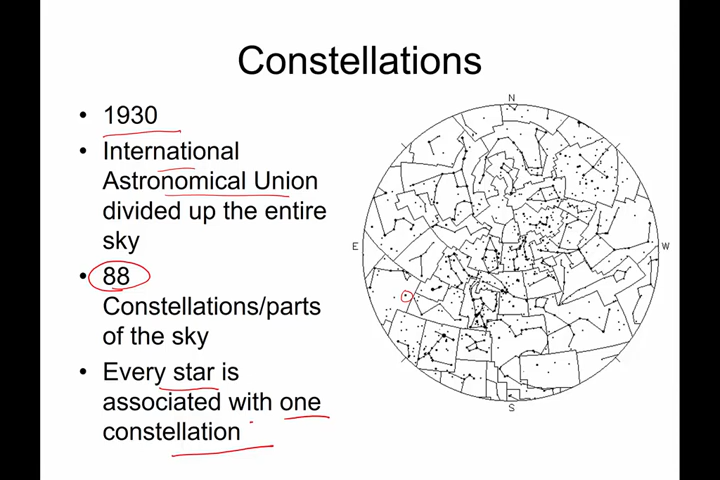 Constellations
• 1930
• International
Astronomical Union
divided up the entire
sky
• 88
Constellations/parts
of the sky
• Every star is
associated with one
constellation
N
E
W
S